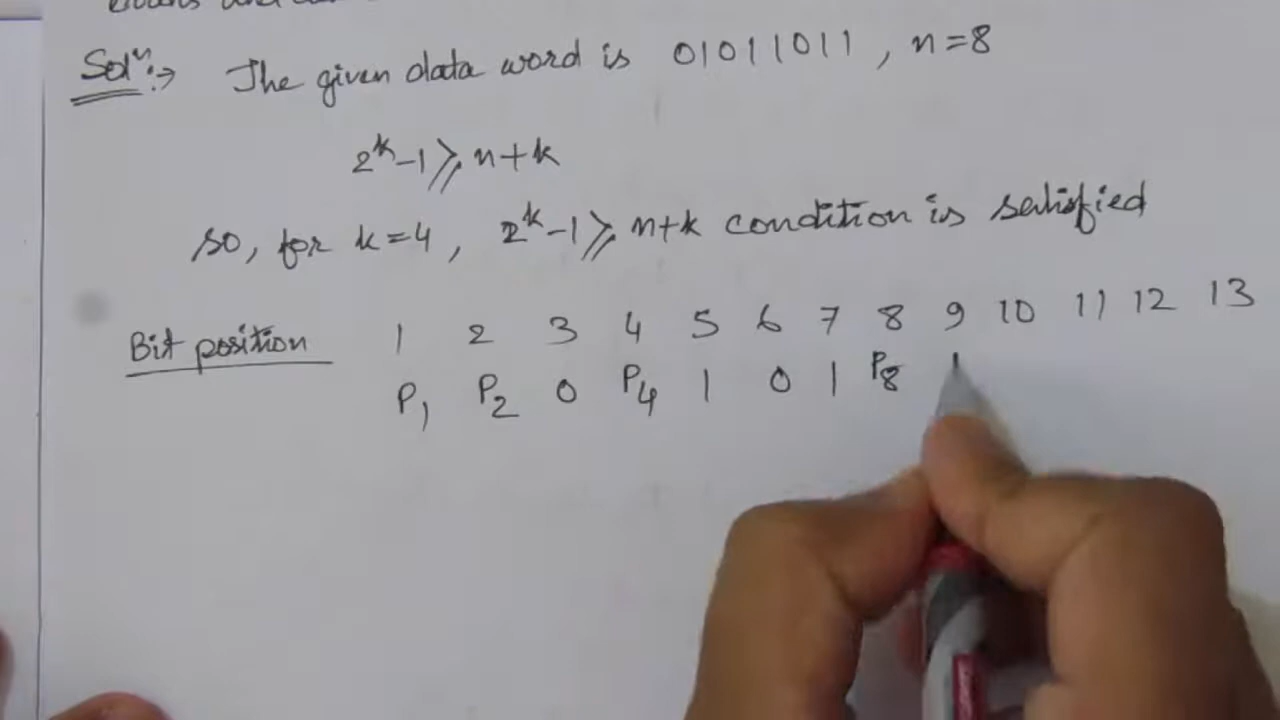 Solⁿ:→ The given data word is 01011011, n=8
2ᵏ-1 ⩾ n+k
so, for k=4, 2ᵏ-1 ⩾ n+k condition is satisfied
Bit position 1 2 3 4 5 6 7 8 9 10 11 12 13
P₁ P₂ 0 P₄ 1 0 1 P₈ 1